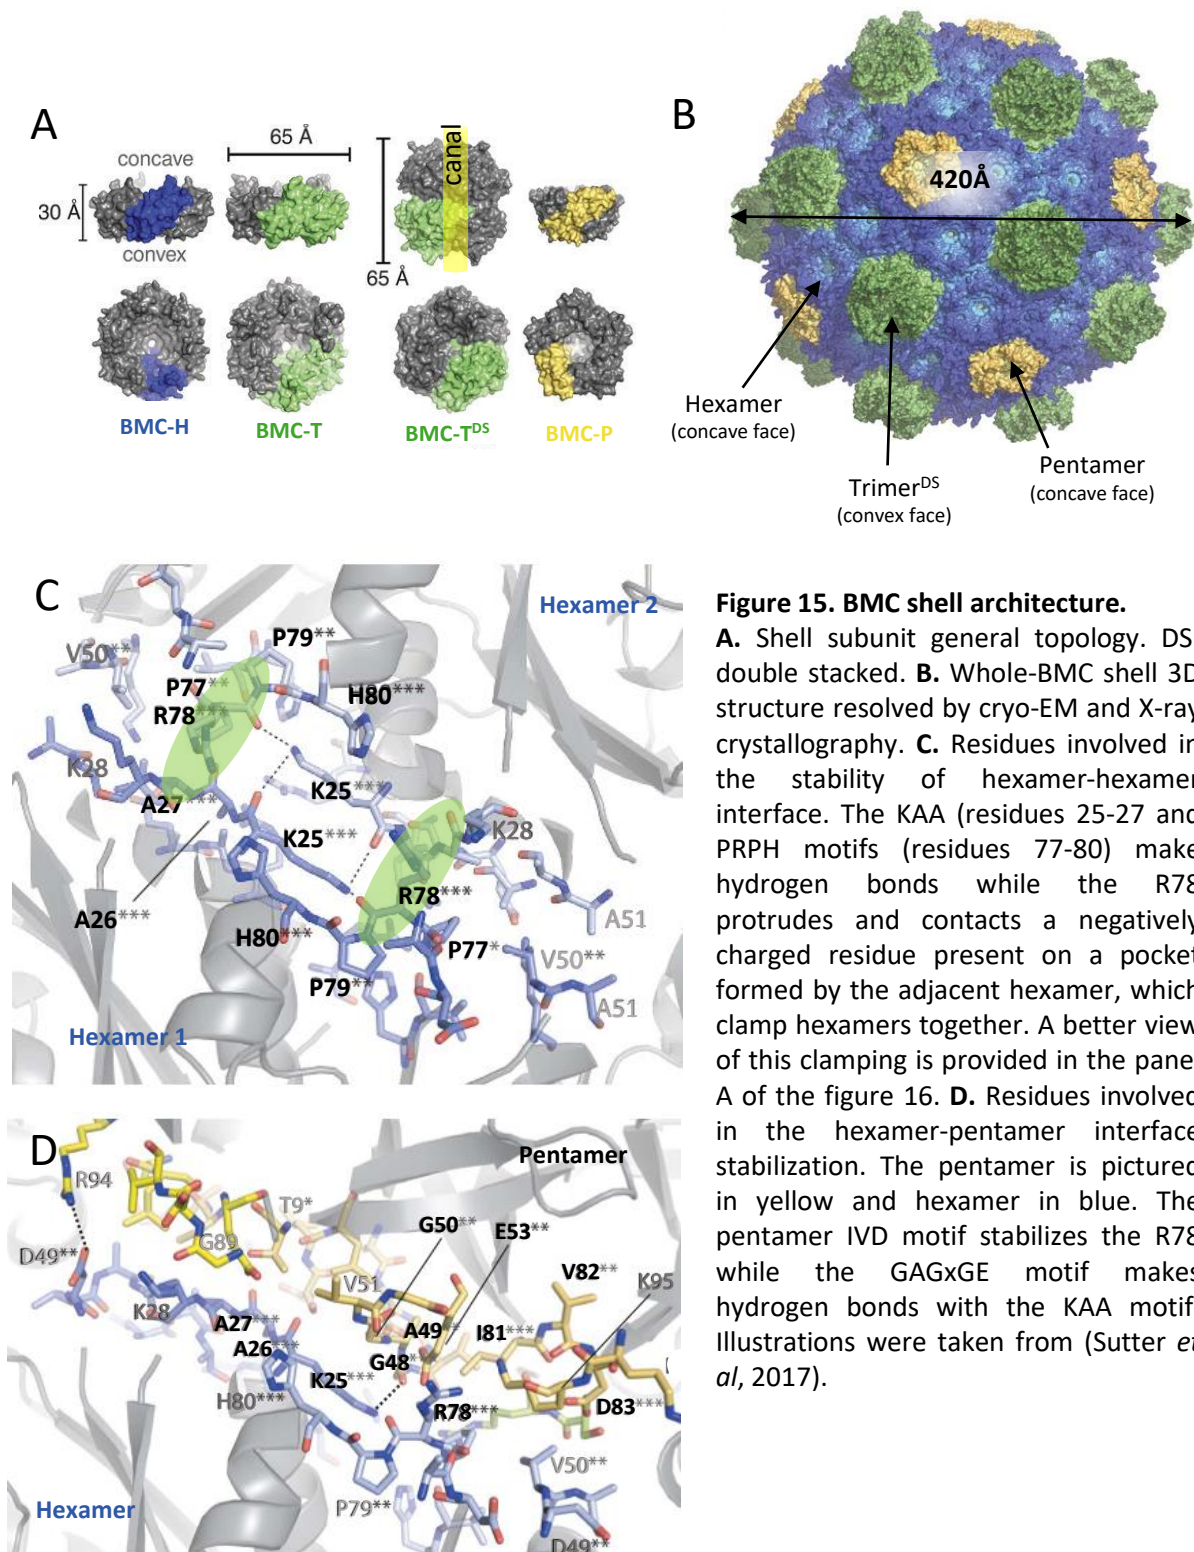 A
B
65 Å
canal
concave
30 Å
convex
65 Å
420Å
BMC-H
BMC-T
BMC-T^DS
BMC-P
Hexamer
(concave face)
Trimer^DS
(convex face)
Pentamer
(concave face)
C
Hexamer 2
P79**
V50**
P77**
H80***
R78***
K28
A27***
K25***
K25***
K28
A26***
R78***
H80***
A51
P77*
V50**
P79**
A51
Hexamer 1
Figure 15. BMC shell architecture.
A. Shell subunit general topology. DS
double stacked. B. Whole-BMC shell 3D
structure resolved by cryo-EM and X-ray
crystallography. C. Residues involved in
the stability of hexamer-hexamer
interface. The KAA (residues 25-27 and
PRPH motifs (residues 77-80) make
hydrogen bonds while the R78
protrudes and contacts a negatively
charged residue present on a pocket
formed by the adjacent hexamer, which
clamp hexamers together. A better view
of this clamping is provided in the pane
A of the figure 16. D. Residues involved
in the hexamer-pentamer interface
stabilization. The pentamer is pictured
in yellow and hexamer in blue. The
pentamer IVD motif stabilizes the R78
while the GAGxGE motif makes
hydrogen bonds with the KAA motif
Illustrations were taken from (Sutter et
al, 2017).
D
Pentamer
R94
T9*
G50**
E53**
G89
D49**
V51
V82**
K95
K28
A27***
A49**
I81***
A26***
G48***
K25***
H80***
R78***
D83***
V50**
P79**
Hexamer
D49**